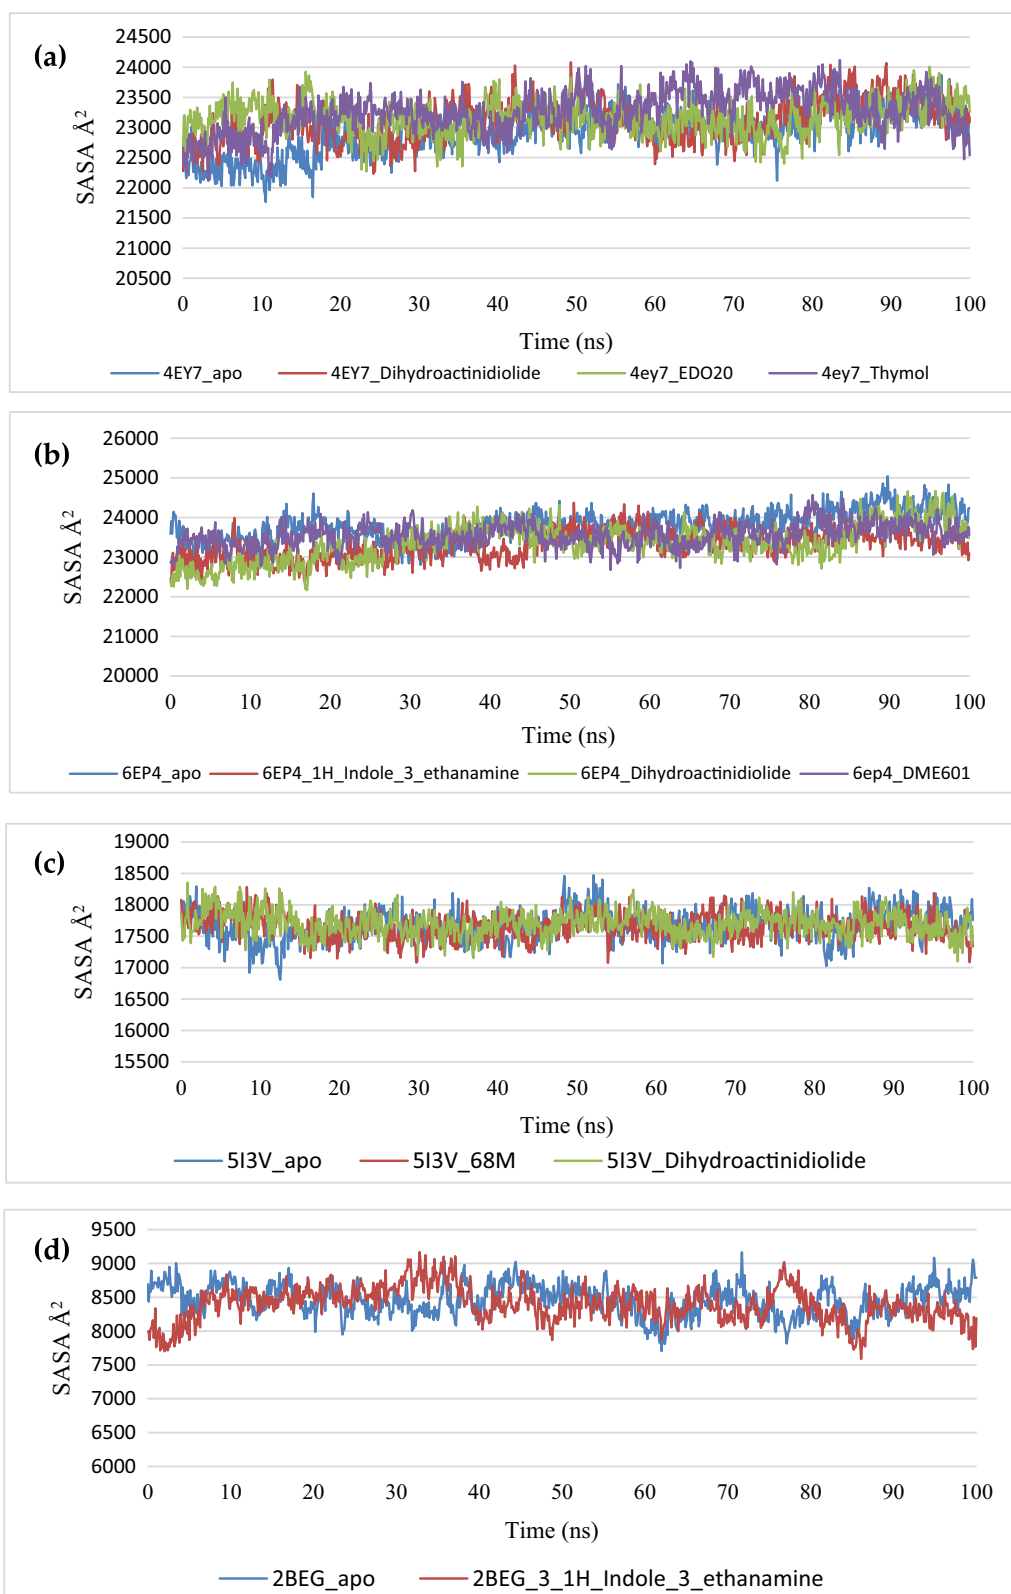 (a)
24500
24000
23500
23000
22500
22000
21500
21000
20500
SASA Å²
0 10 20 30 40 50 60 70 80 90 100
Time (ns)
4EY7_apo 4EY7_Dihydroactinidiolide 4ey7_EDO20 4ey7_Thymol
(b)
26000
25000
24000
23000
22000
21000
20000
SASA Å²
0 10 20 30 40 50 60 70 80 90 100
Time (ns)
6EP4_apo 6EP4_1H_Indole_3_ethanamine 6EP4_Dihydroactinidiolide 6ep4_DME601
(c)
19000
18500
18000
17500
17000
16500
16000
15500
SASA Å²
0 10 20 30 40 50 60 70 80 90 100
Time (ns)
5I3V_apo 5I3V_68M 5I3V_Dihydroactinidiolide
(d)
9500
9000
8500
8000
7500
7000
6500
6000
SASA Å²
0 10 20 30 40 50 60 70 80 90 100
Time (ns)
2BEG_apo 2BEG_3_1H_Indole_3_ethanamine